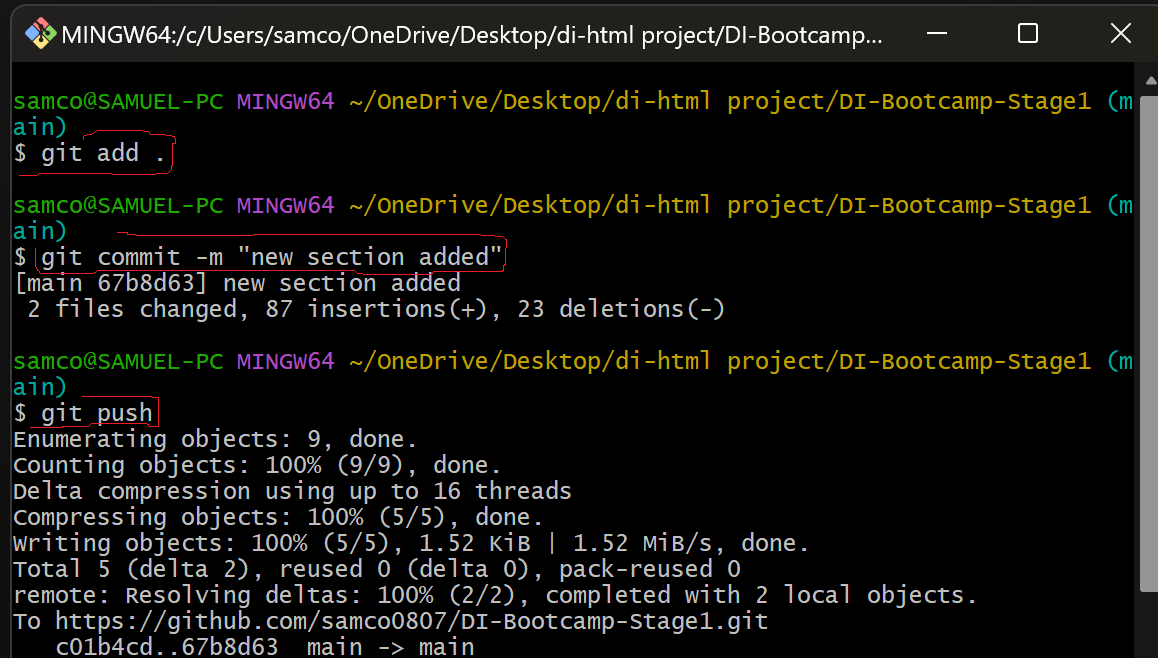 MINGW64:/c/Users/samco/OneDrive/Desktop/di-html project/DI-Bootcamp...
samco@SAMUEL-PC MINGW64 ~/OneDrive/Desktop/di-html project/DI-Bootcamp-Stage1 (m
ain)
$ git add .
samco@SAMUEL-PC MINGW64 ~/OneDrive/Desktop/di-html project/DI-Bootcamp-Stage1 (m
ain)
$ git commit -m "new section added"
[main 67b8d63] new section added
 2 files changed, 87 insertions(+), 23 deletions(-)
samco@SAMUEL-PC MINGW64 ~/OneDrive/Desktop/di-html project/DI-Bootcamp-Stage1 (m
ain)
$ git push
Enumerating objects: 9, done.
Counting objects: 100% (9/9), done.
Delta compression using up to 16 threads
Compressing objects: 100% (5/5), done.
Writing objects: 100% (5/5), 1.52 KiB | 1.52 MiB/s, done.
Total 5 (delta 2), reused 0 (delta 0), pack-reused 0
remote: Resolving deltas: 100% (2/2), completed with 2 local objects.
To https://github.com/samco0807/DI-Bootcamp-Stage1.git
   c01b4cd..67b8d63  main -> main